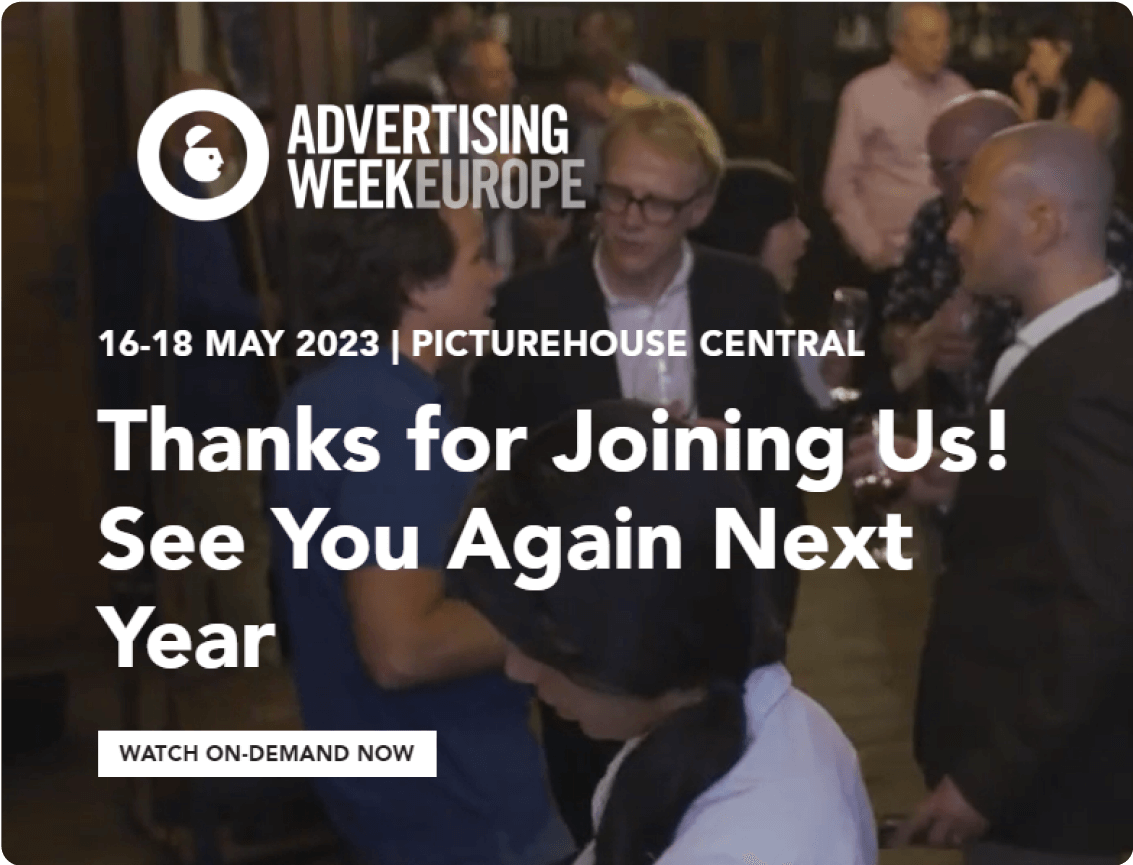 ADVERTISING
WEEKEUROPE
16-18 MAY 2023 | PICTUREHOUSE CENTRAL
Thanks for Joining Us!
See You Again Next
Year
WATCH ON-DEMAND NOW